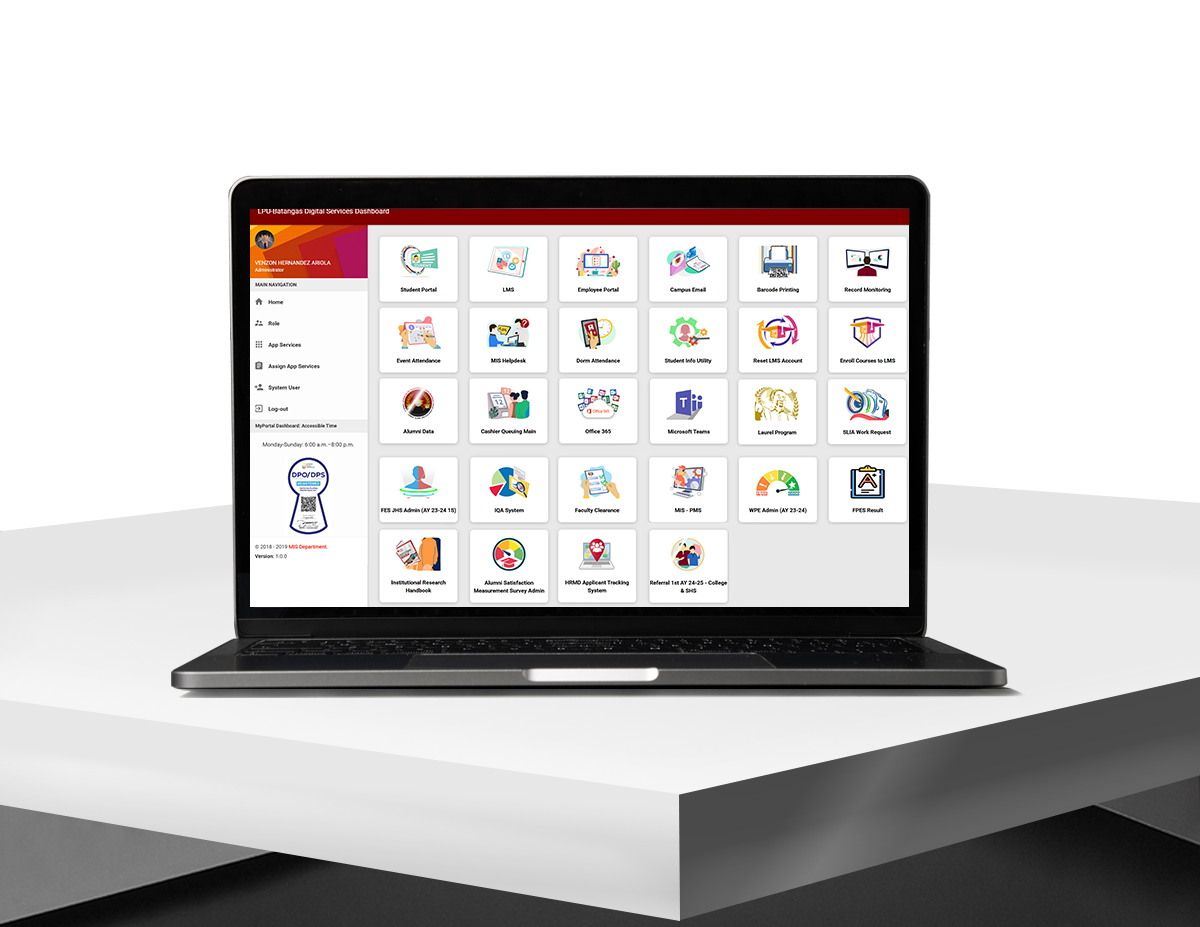 LPU-Batangas Digital Services Dashboard
VENZON HERNANDEZ ARIOLA
Administrator
MAIN NAVIGATION
Home
Role
App Services
Assign App Services
System User
Log-out
MyPortal Dashboard: Accessible Time
Monday-Sunday: 6:00 a.m.–8:00 p.m.
DPO/DPS
© 2018 - 2019 MIS Department.
Version: 1.0.0
Student Portal
LMS
Employee Portal
Campus Email
Barcode Printing
Record Monitoring
Event Attendance
MIS Helpdesk
Dorm Attendance
Student Info Utility
Reset LMS Account
Enroll Courses to LMS
Alumni Data
12
Cashier Queuing Main
Office 365
Office 365
T
Microsoft Teams
Laurel Program
SLIA Work Request
FES JHS Admin (AY 23-24 1S)
IQA System
Faculty Clearance
MIS - PMS
WPE Admin (AY 23-24)
FPES Result
Institutional Research
Handbook
Alumni Satisfaction
Measurement Survey Admin
HRMD Applicant Tracking
System
Referral 1st AY 24-25 - College
& SHS